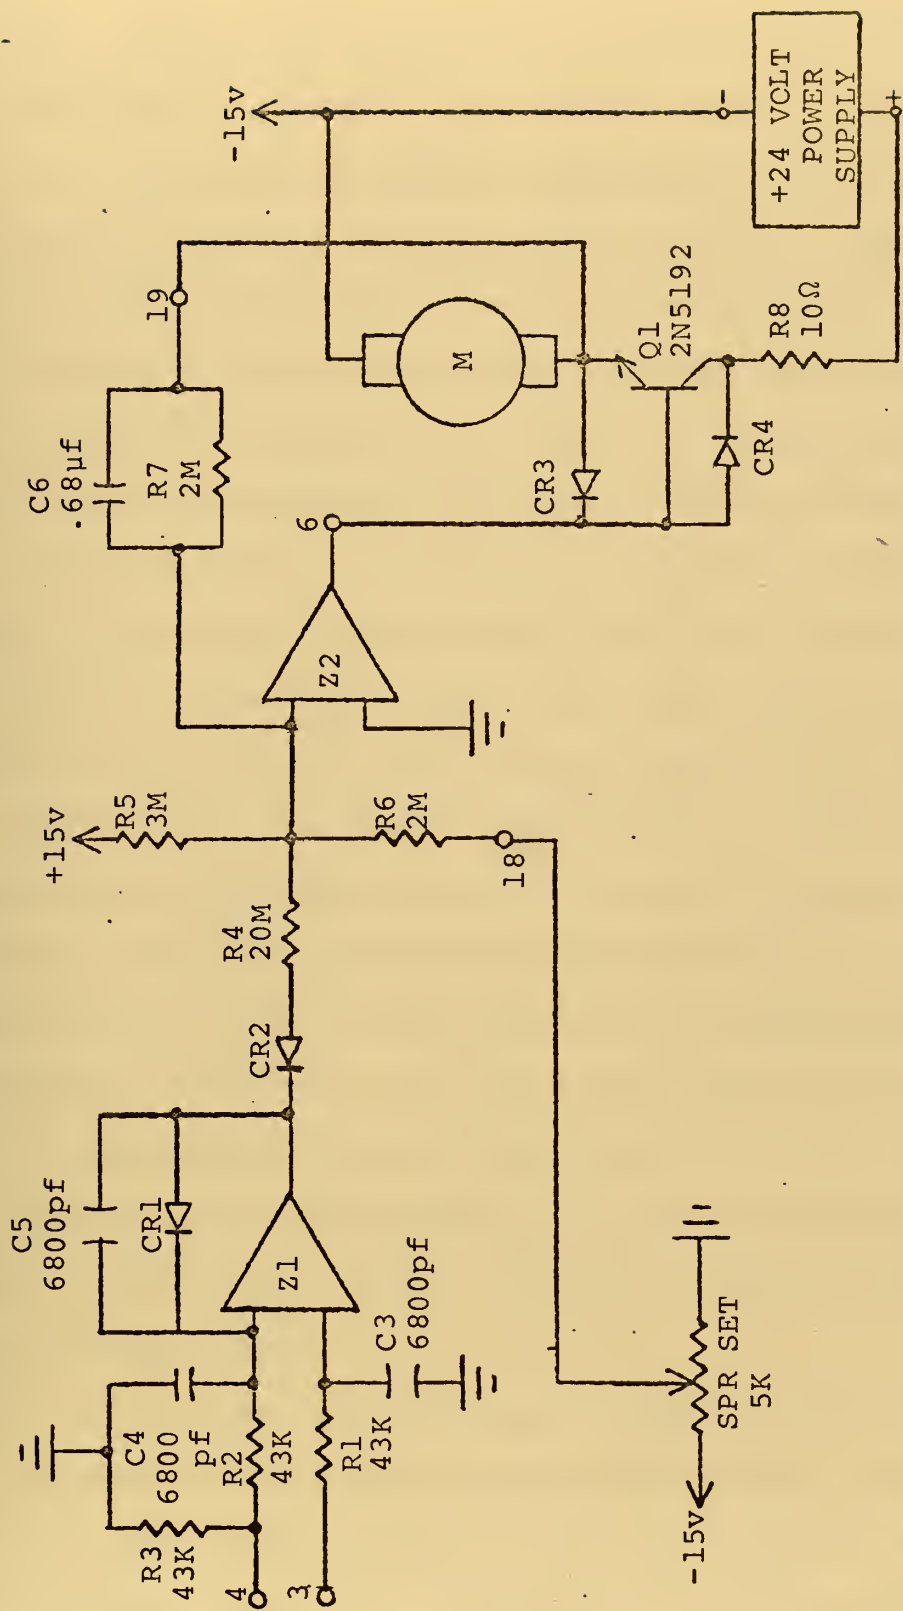 C5
6800pf
CR1
Z1
C4
6800
pf
R3
43K
R2
43K
R1
43K
C3
6800pf
4
3
CR2
R4
20M
+15v
R5
3M
R6
2M
18
-15v
SPR SET
5K
Z2
6
C6
.68µf
R7
2M
19
-15v
M
CR3
Q1
2N5192
CR4
R8
10Ω
-
+24 VOLT
POWER
SUPPLY
+